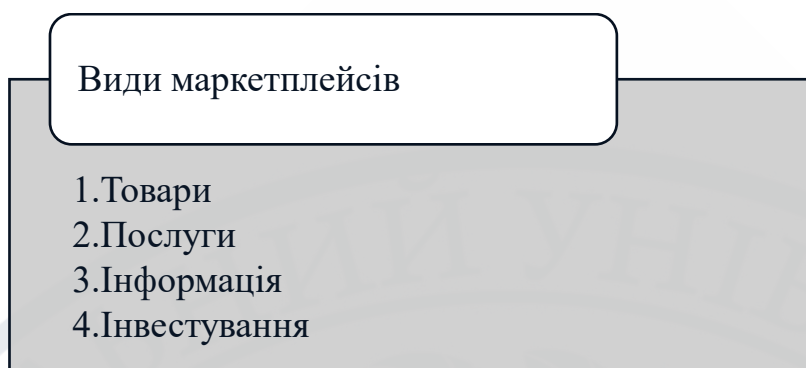 Види маркетплейсів
1.Товари
2.Послуги
3.Інформація
4.Інвестування